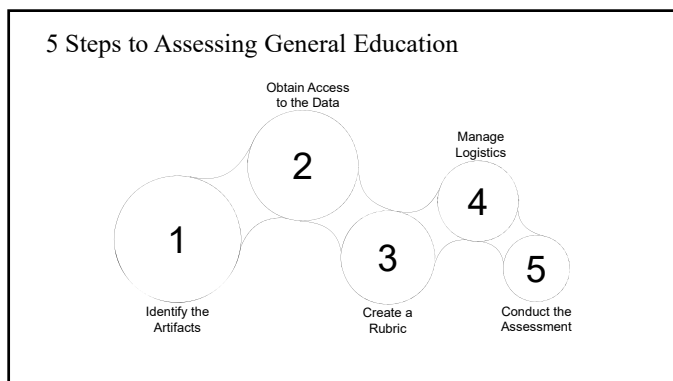 5 Steps to Assessing General Education
1
Identify the
Artifacts
Obtain Access
to the Data
2
3
Create a
Rubric
Manage
Logistics
4
5
Conduct the
Assessment